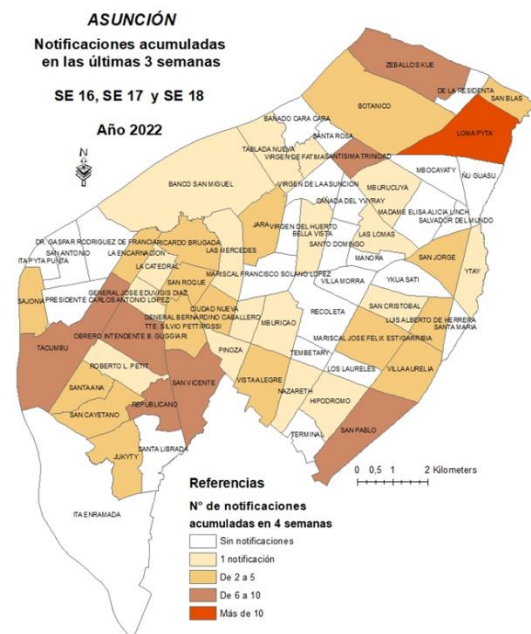 ASUNCIÓN
Notificaciones acumuladas
en las últimas 3 semanas
SE 16, SE 17 y SE 18
Año 2022
ZEBALLOS KUE
DE LA RESIDENTA
SAN BLAS
BOTANICO
LOMA PYTA
BAÑADO CARA CARA
SANTA ROSA
TABLADA NUEVA
VIRGEN DE FATIMA
SANTISIMA TRINIDAD
MBOCAYATY
ÑU GUASU
BANCO SAN MIGUEL
VIRGEN DE LA ASUNCION
MBURUCUYA
CAÑADA DEL YVYRAY
MADAME ELISA ALICIA LINCH
SALVADOR DEL MUNDO
DR. GASPAR RODRIGUEZ DE FRANCIA
RICARDO BRUGADA
JARA
VIRGEN DEL HUERTO
LAS LOMAS
SAN ANTONIO
LA ENCARNACION
LAS MERCEDES
BELLA VISTA
SANTO DOMINGO
ITA PYTA PUNTA
LA CATEDRAL
MANORA
SAN JORGE
SAN ROQUE
MARISCAL FRANCISCO SOLANO LOPEZ
VILLA MORRA
YKUA SATI
YTAY
GENERAL JOSE EDUVIGIS DIAZ
SAJONIA
PRESIDENTE CARLOS ANTONIO LOPEZ
CIUDAD NUEVA
SAN CRISTOBAL
GENERAL BERNARDINO CABALLERO
RECOLETA
LUIS ALBERTO DE HERRERA
TTE. SILVIO PETTIROSSI
MBURICAO
SANTA MARIA
OBRERO INTENDENTE B. GUGGIARI
MARISCAL JOSE FELIX ESTIGARRIBIA
TACUMBU
PINOZA
TEMBETARY
ROBERTO L. PETIT
LOS LAURELES
VILLA AURELIA
SANTA ANA
SAN VICENTE
VISTA ALEGRE
NAZARETH
HIPODROMO
REPUBLICANO
SAN CAYETANO
TERMINAL
SAN PABLO
JUKYTY
SANTA LIBRADA
ITA ENRAMADA
0 0,5 1 2 Kilometers
Referencias
N° de notificaciones
acumuladas en 4 semanas
Sin notificaciones
1 notificación
De 2 a 5
De 6 a 10
Más de 10